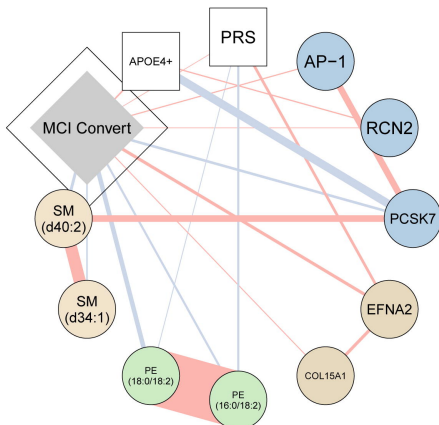 PRS
APOE4+
AP−1
MCI Convert
RCN2
SM
(d40:2)
PCSK7
SM
(d34:1)
EFNA2
PE
(18:0/18:2)
COL15A1
PE
(16:0/18:2)